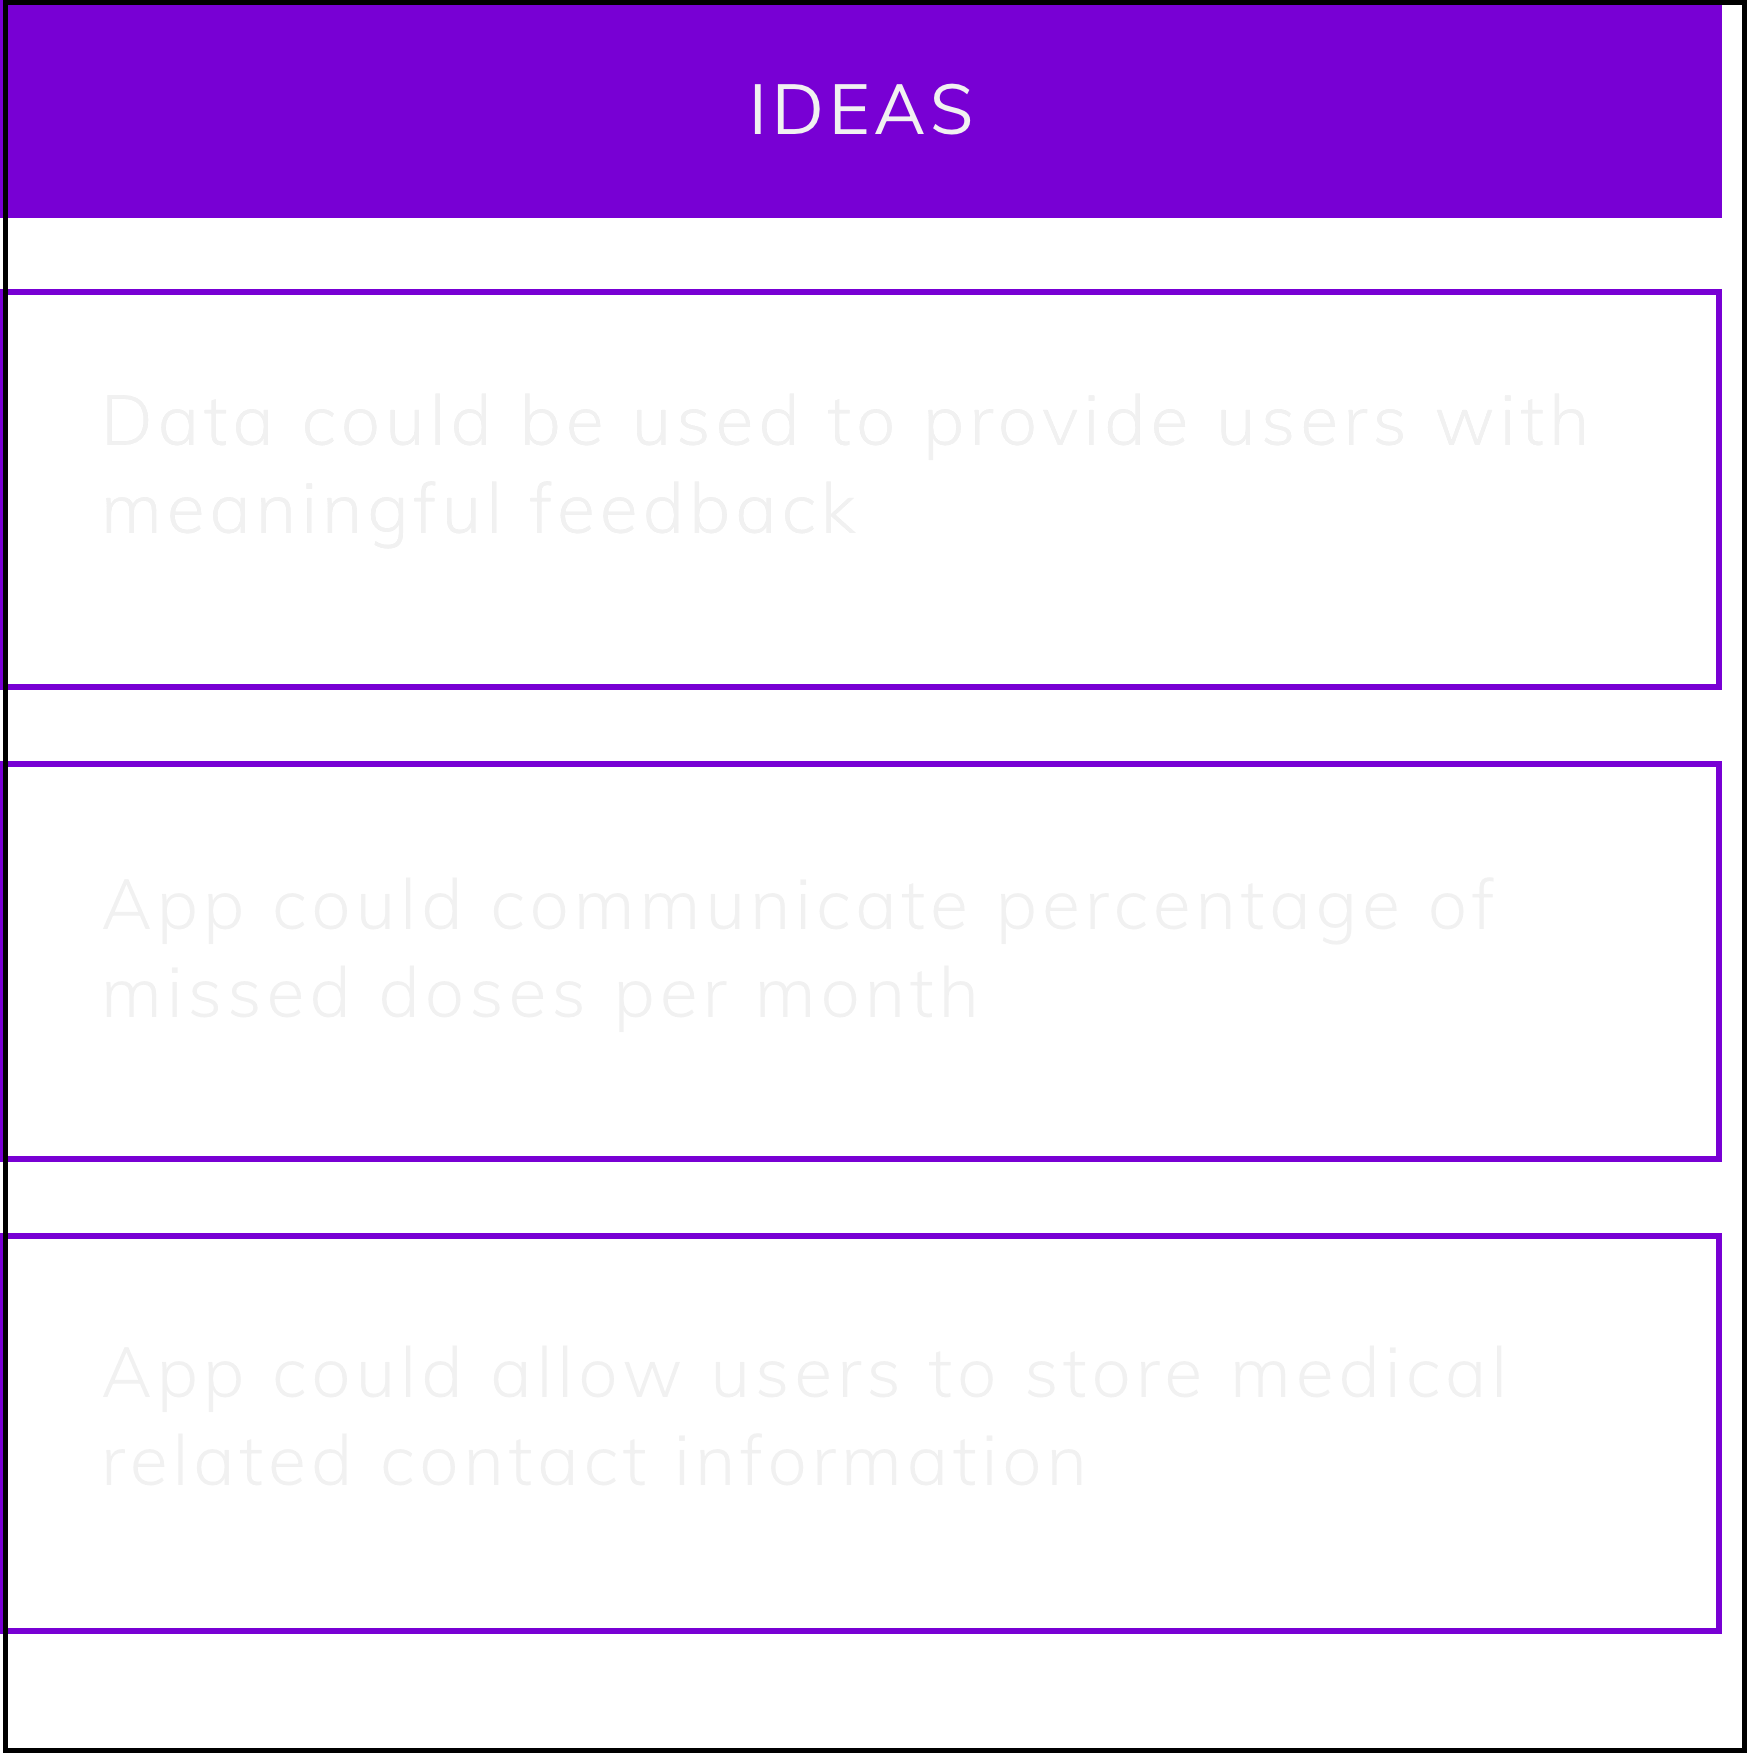 IDEAS
Data could be used to provide users with
meaningful feedback
App could communicate percentage of
missed doses per month
App could allow users to store medical
related contact information